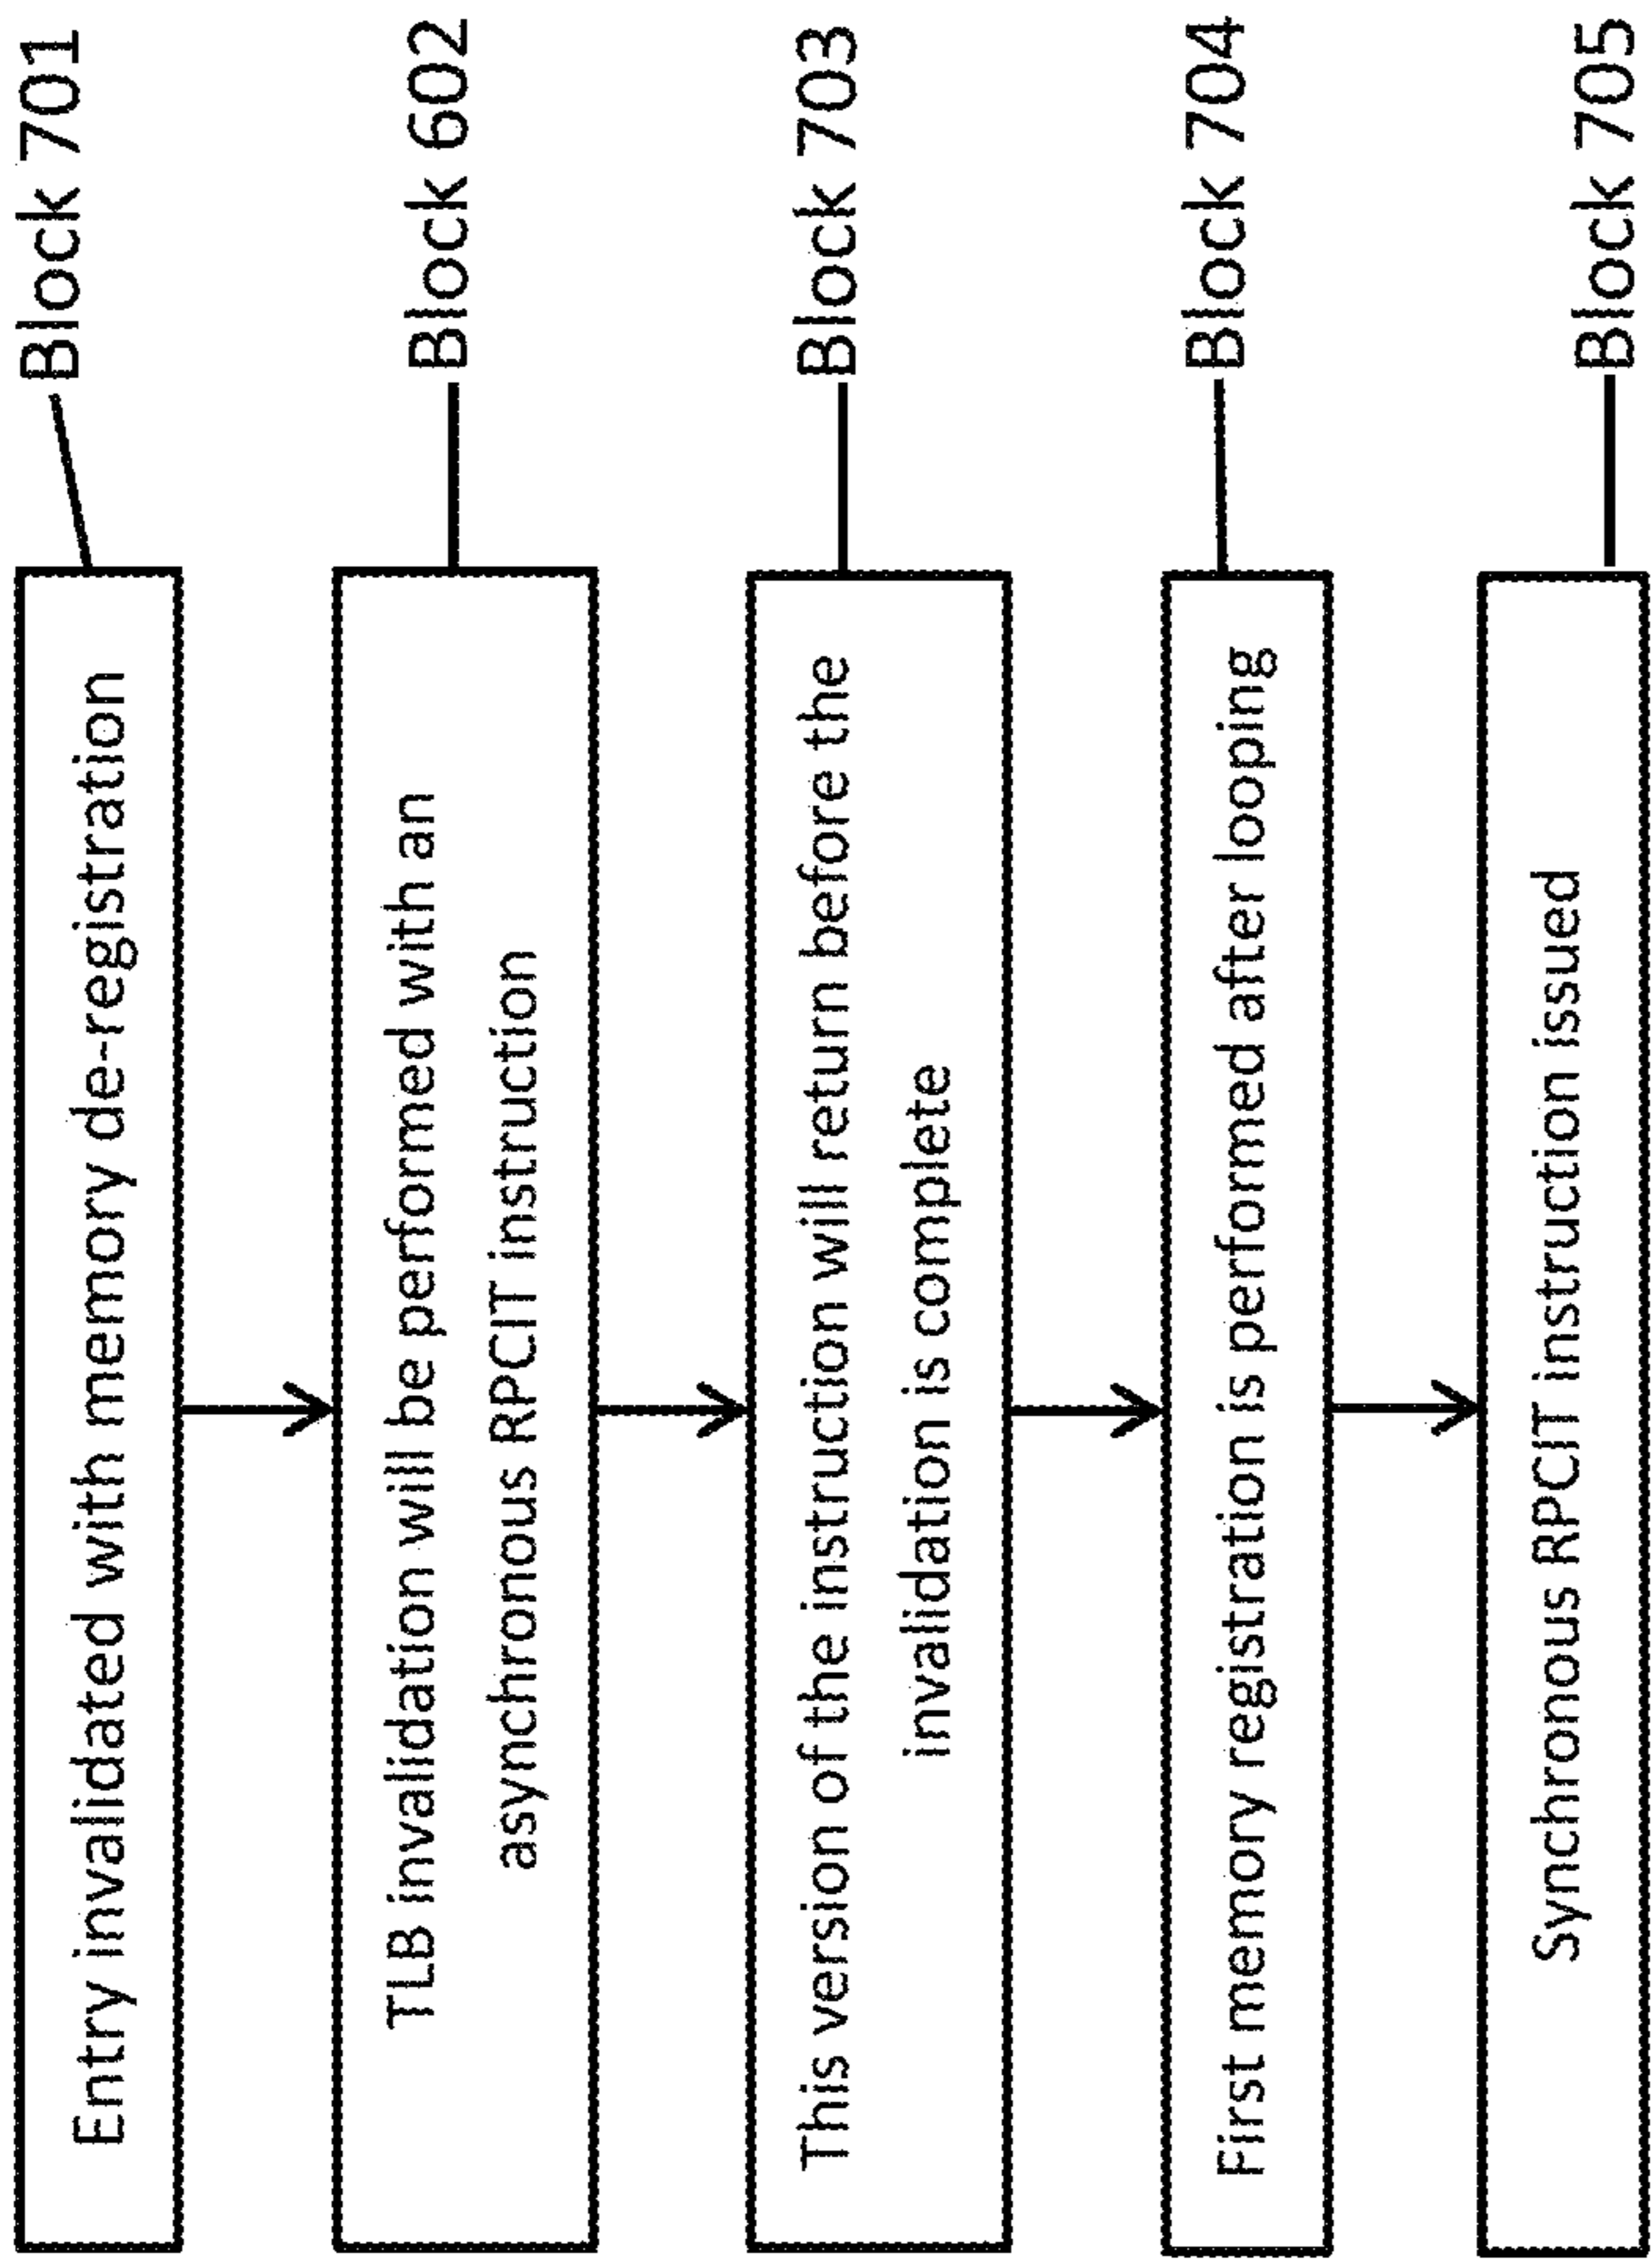 Entry invalidated with memory de-registration
Block 701
TLB invalidation will be performed with an
asynchronous RPCIT instruction
Block 602
This version of the instruction will return before the
invalidation is complete
Block 703
First memory registration is performed after looping
Block 704
Synchronous RPCIT instruction issued
Block 705